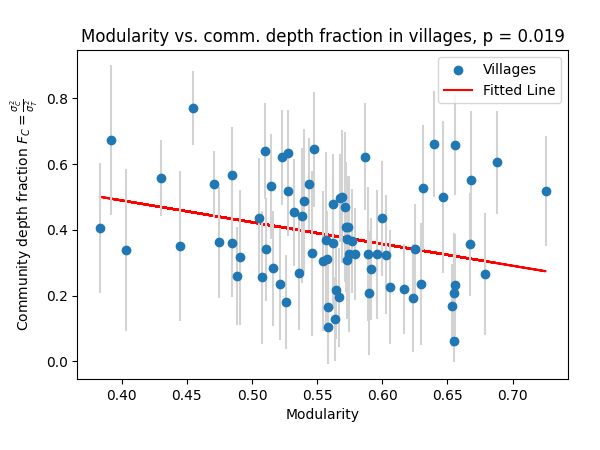 Modularity vs. comm. depth fraction in villages, p = 0.019
Villages
Fitted Line
Community depth fraction $F_C = \frac{\sigma_C^2}{\sigma_T^2}$
0.8
0.6
0.4
0.2
0.0
0.40 0.45 0.50 0.55 0.60 0.65 0.70
Modularity